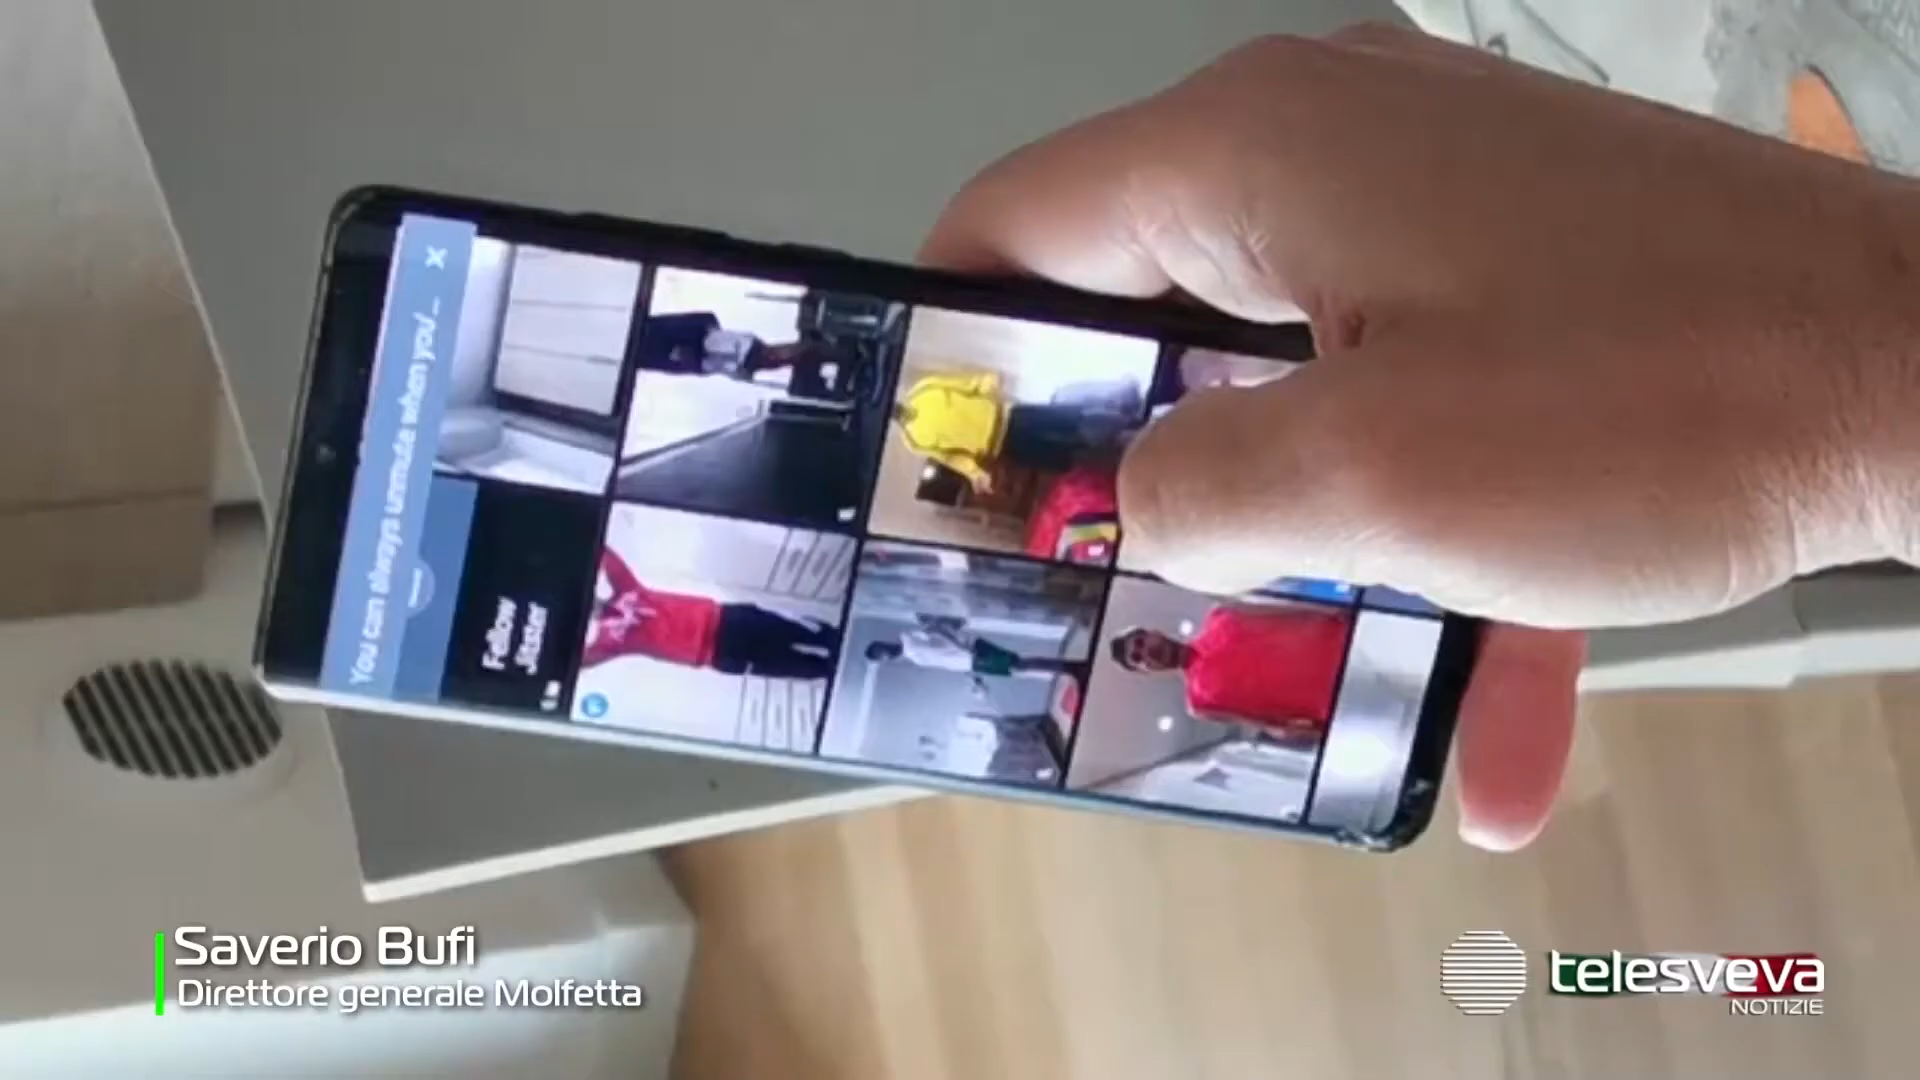 You can always unmute when you'...
X
Fellow
Jitster
Saverio Bufi
Direttore generale Molfetta
telesveva
NOTIZIE